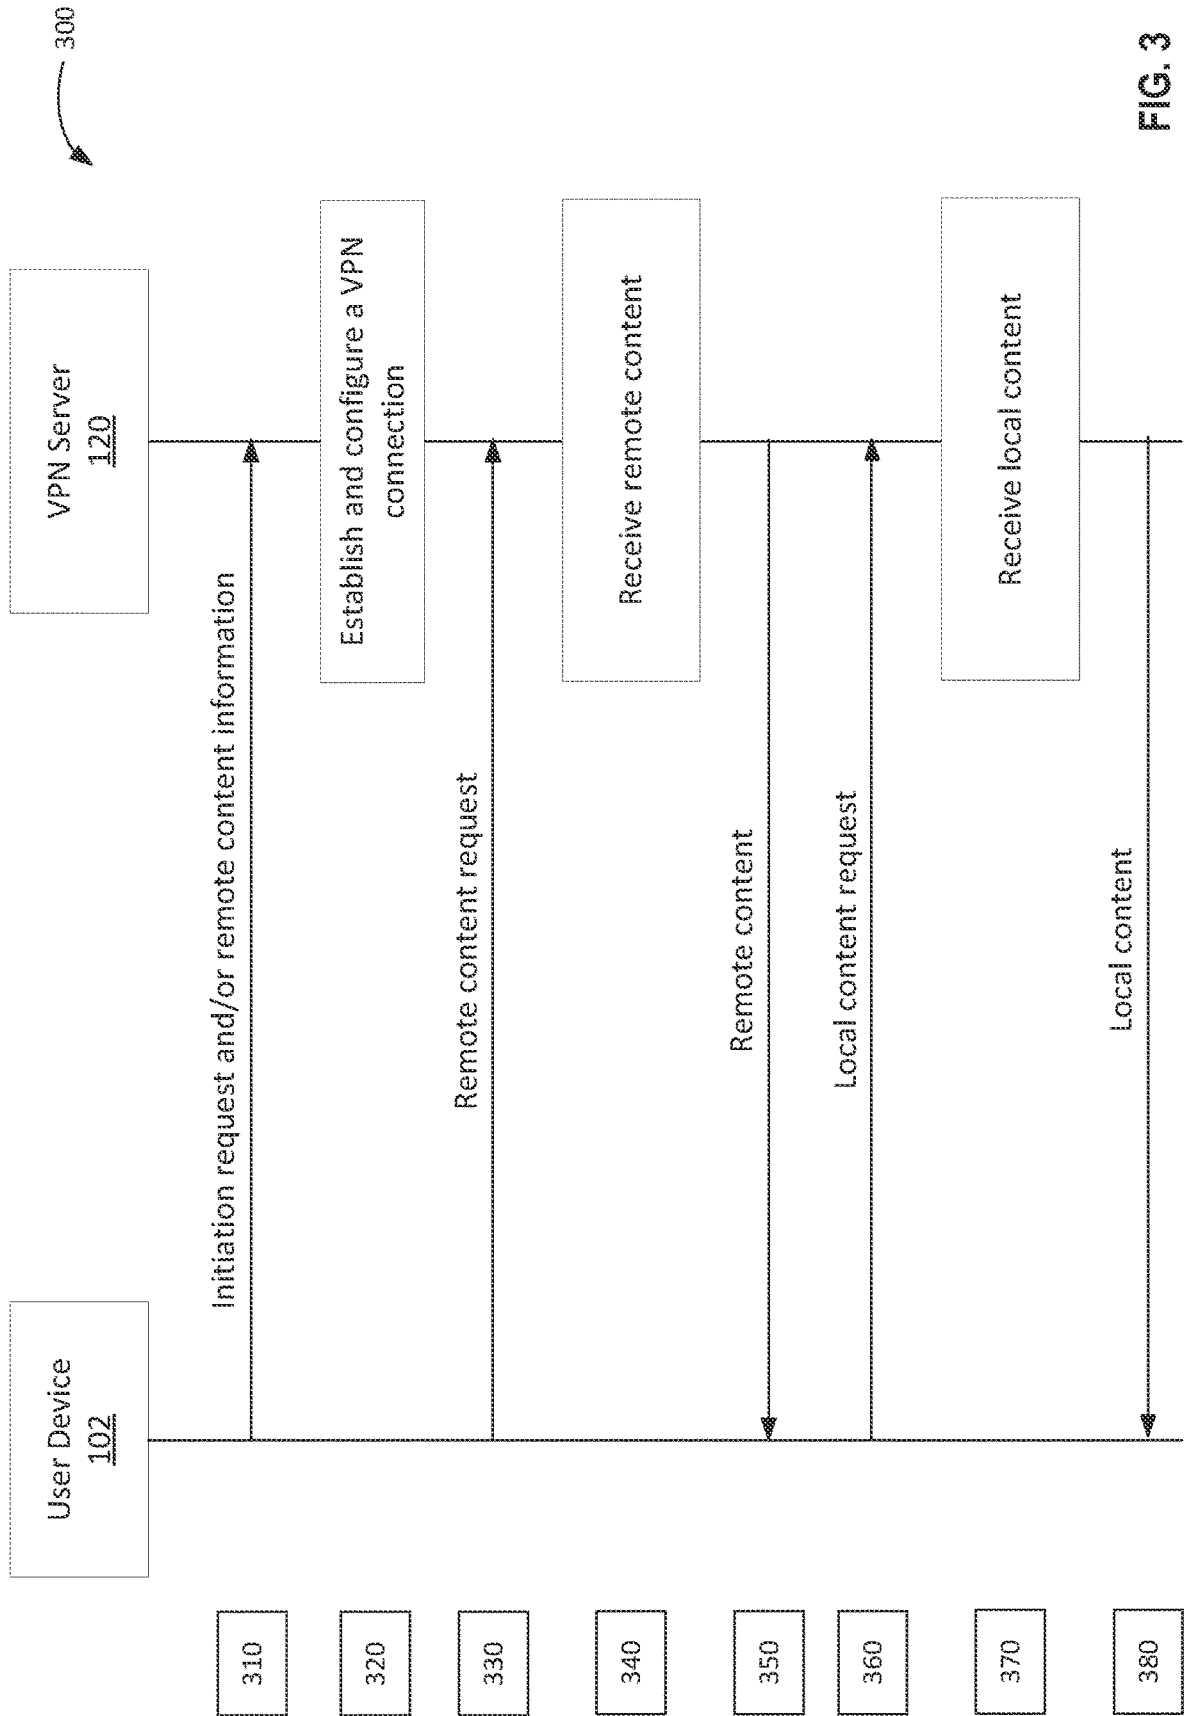 300
User Device
102
VPN Server
120
310
Initiation request and/or remote content information
320
Establish and configure a VPN
connection
330
Remote content request
340
Receive remote content
350
Remote content
360
Local content request
370
Receive local content
380
Local content
FIG. 3